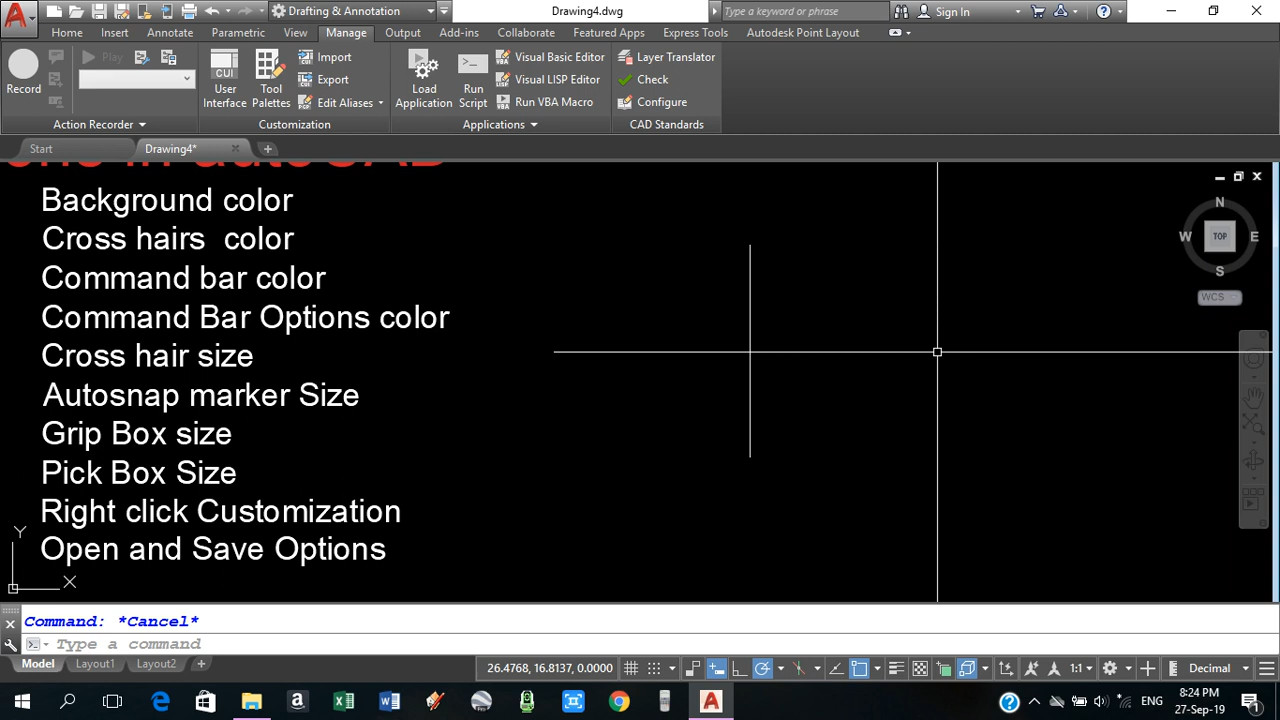 Drafting & Annotation
Drawing4.dwg
Type a keyword or phrase
Sign In
Home Insert Annotate Parametric View Manage Output Add-ins Collaborate Featured Apps Express Tools Autodesk Point Layout
Play
Import
Visual Basic Editor
Layer Translator
Export
Visual LISP Editor
Check
Record
User Interface
Tool Palettes
Edit Aliases
Load Application
Run Script
Run VBA Macro
Configure
Action Recorder
Customization
Applications
CAD Standards
Start
Drawing4*
in autoCAD
Background color
Cross hairs color
Command bar color
Command Bar Options color
Cross hair size
Autosnap marker Size
Grip Box size
Pick Box Size
Right click Customization
Open and Save Options
N
W TOP E
S
WCS
Y
X
Command: *Cancel*
Type a command
Model Layout1 Layout2
26.4768, 16.8137, 0.0000
1:1
Decimal
ENG
8:24 PM
27-Sep-19